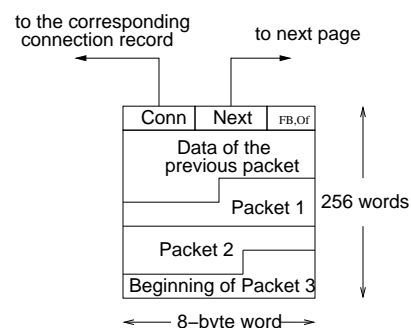 to the corresponding
connection record
to next page
Conn Next FB,Of
Data of the
previous packet
Packet 1
256 words
Packet 2
Beginning of Packet 3
8−byte word